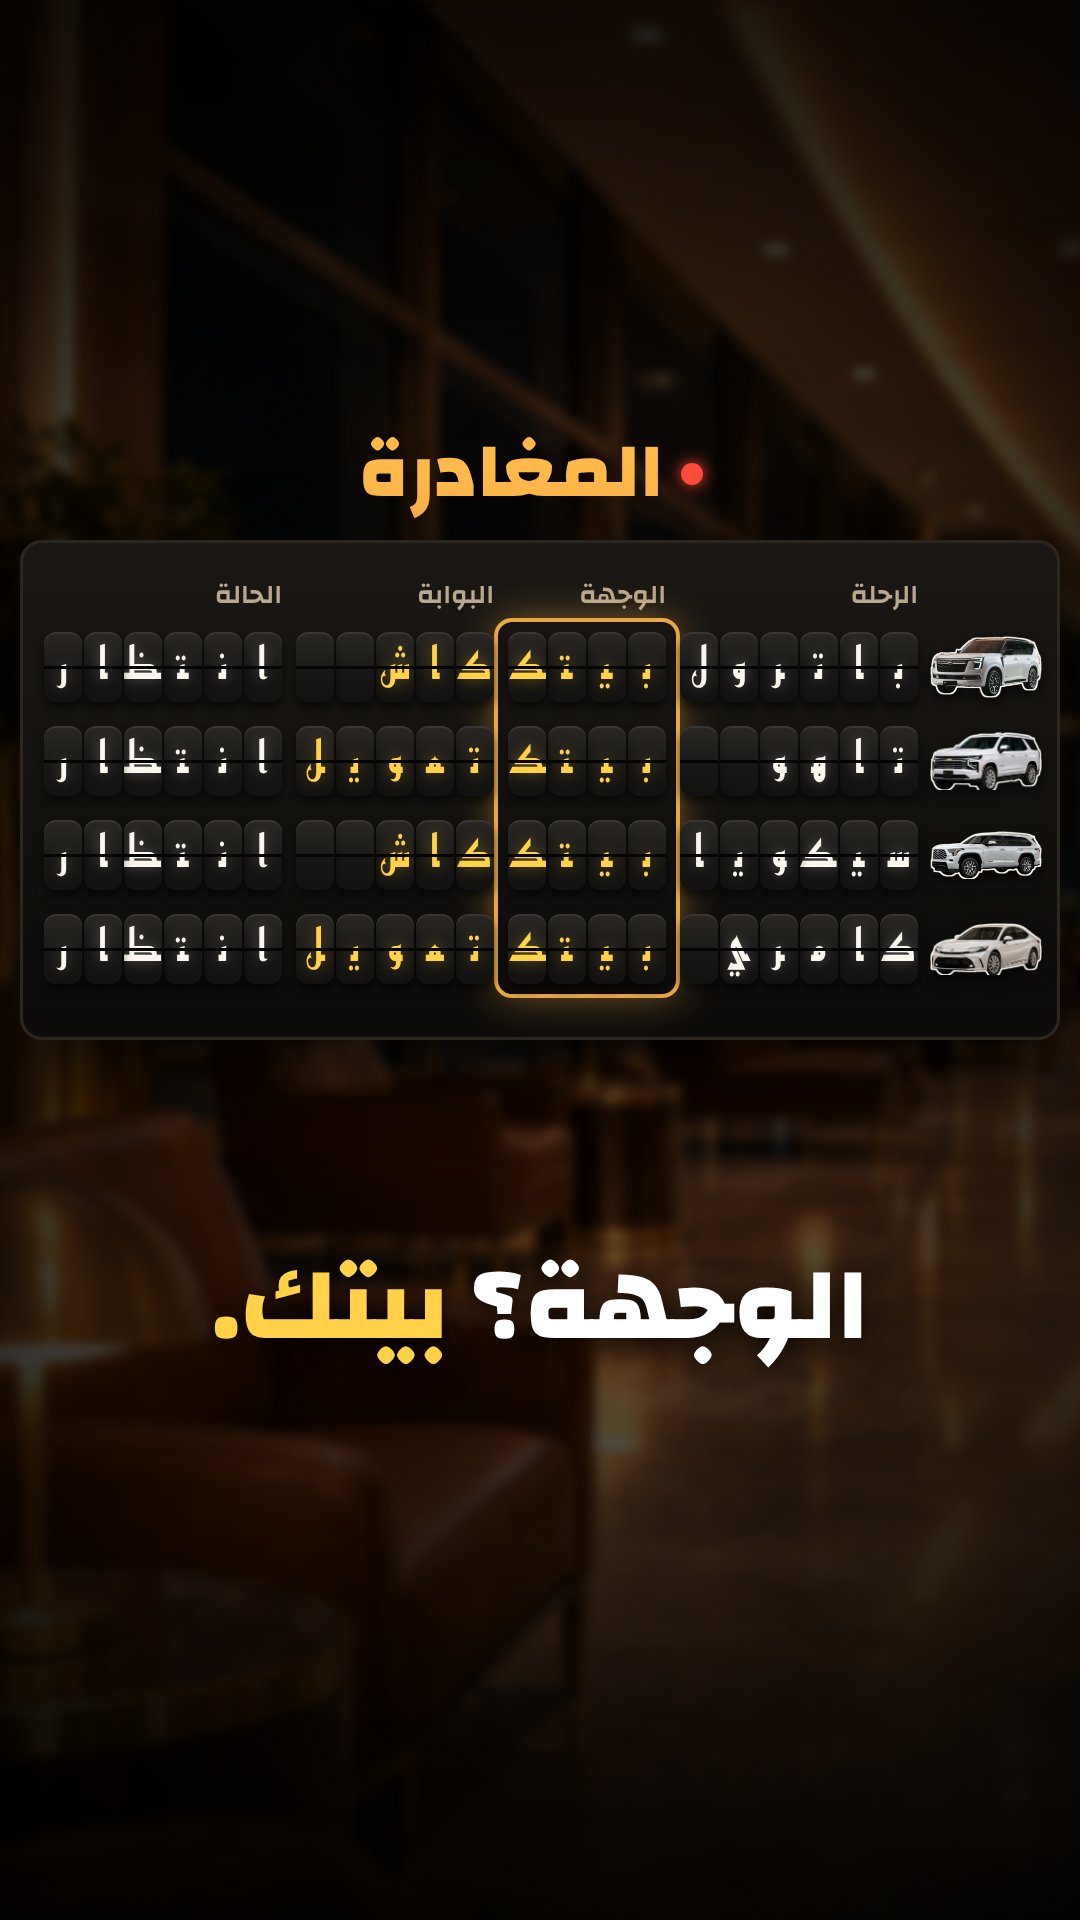 المغادرة
الرحلة الوجهة البوابة الحالة
باترول بيتك كاش انتظار
تاهو بيتك تمويل انتظار
سيكويا بيتك كاش انتظار
كامري بيتك تمويل انتظار
الوجهة؟ بيتك.